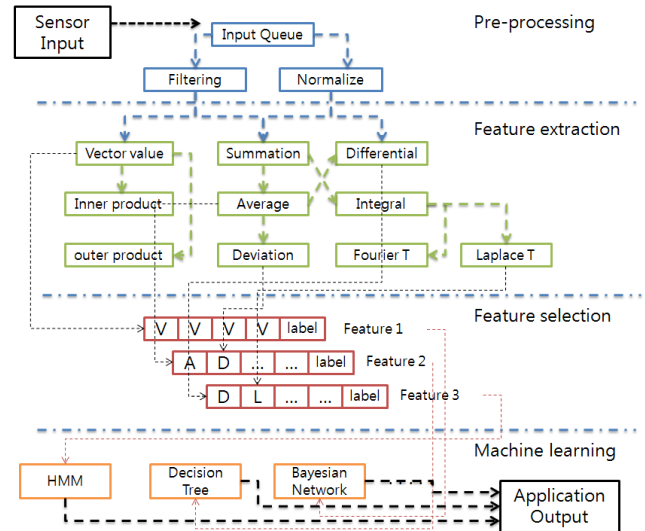 Sensor
Input
Input Queue
Pre-processing
Filtering
Normalize
Feature extraction
Vector value
Summation
Differential
Inner product
Average
Integral
outer product
Deviation
Fourier T
Laplace T
Feature selection
V V V V label Feature 1
A D ... ... label Feature 2
D L ... ... label Feature 3
Machine learning
HMM
Decision
Tree
Bayesian
Network
Application
Output